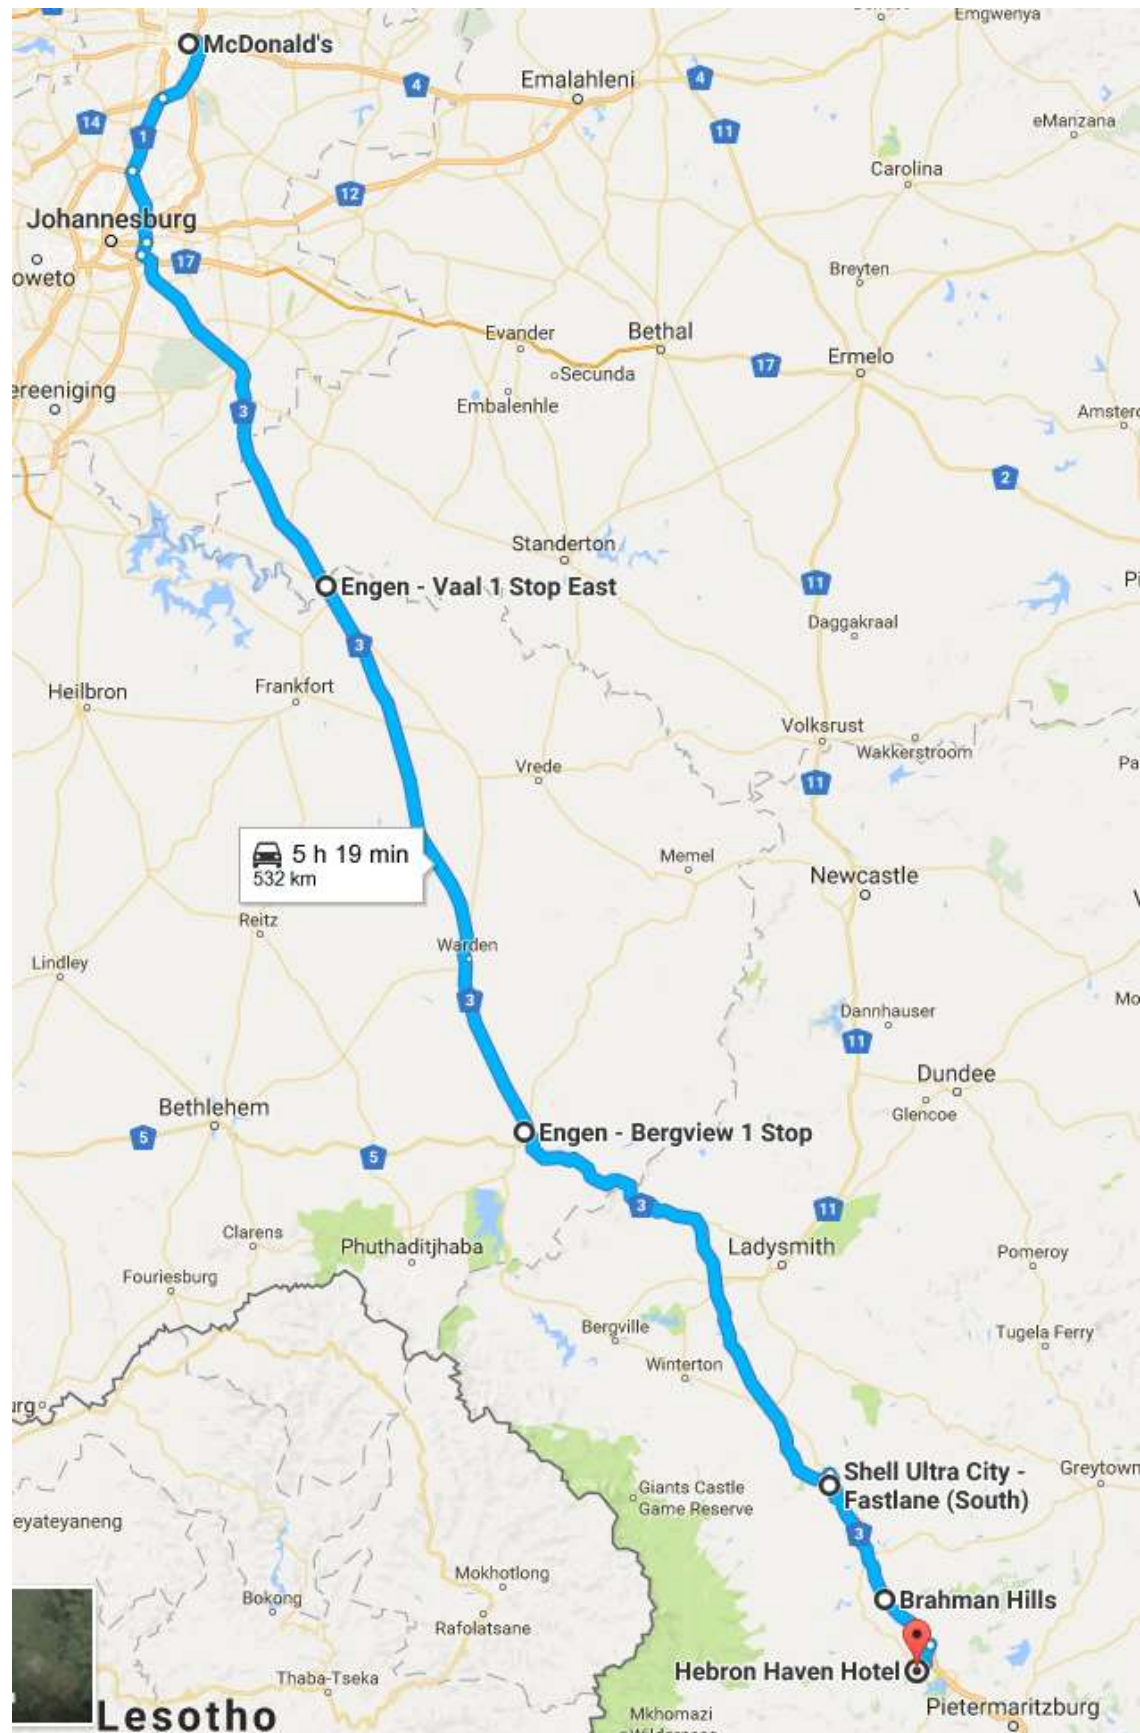 Emgwenya
McDonald's
4
Emalahleni
4
14
1
11
eManzana
Carolina
12
Johannesburg
17
oweto
Breyten
Evander
Bethal
Ermelo
Secunda
17
ereeniging
Embalenhle
3
Amster
2
Standerton
Engen - Vaal 1 Stop East
11
Pi
Daggakraal
3
Heilbron
Frankfort
Volksrust
Wakkerstroom
Vrede
Pa
11
5 h 19 min
532 km
Memel
Newcastle
Reitz
Warden
Lindley
3
Mo
Dannhauser
11
Dundee
Glencoe
Bethlehem
5
Engen - Bergview 1 Stop
5
3
11
Clarens
Phuthaditjhaba
Ladysmith
Pomeroy
Fouriesburg
Bergville
Tugela Ferry
Winterton
urg
Shell Ultra City -
Fastlane (South)
Greytown
Giants Castle
Game Reserve
eyateyaneng
3
Mokhotlong
Bokong
Rafolatsane
Brahman Hills
Hebron Haven Hotel
Thaba-Tseka
Lesotho
Mkhomazi
Pietermaritzburg